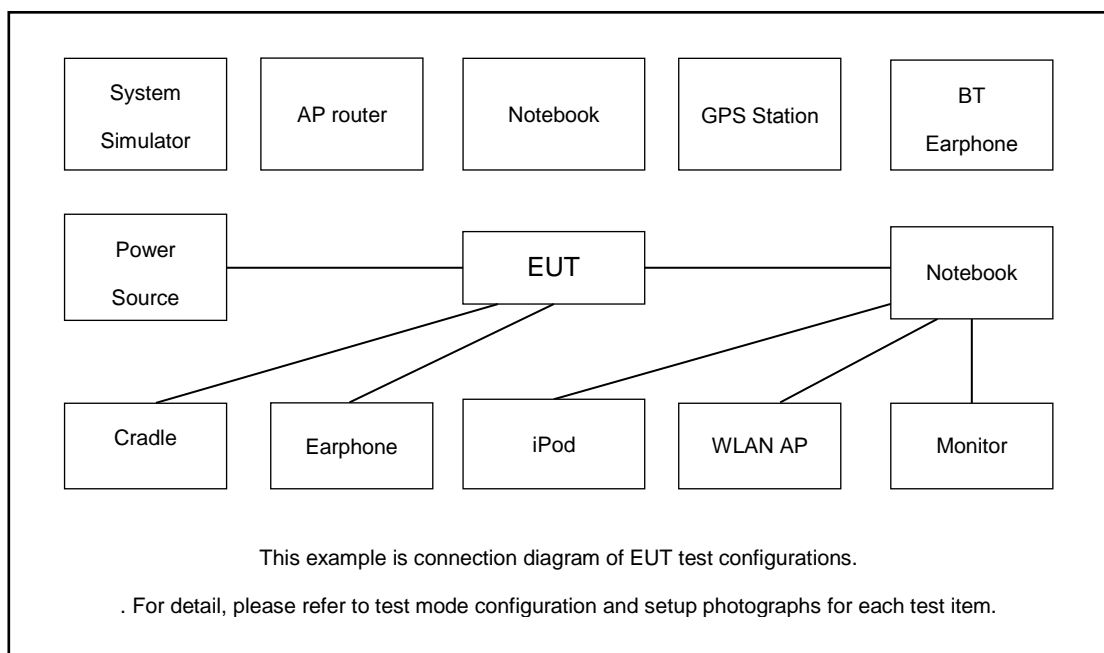 System
Simulator
AP router
Notebook
GPS Station
BT
Earphone
Power
Source
EUT
Notebook
Cradle
Earphone
iPod
WLAN AP
Monitor
This example is connection diagram of EUT test configurations.
. For detail, please refer to test mode configuration and setup photographs for each test item.